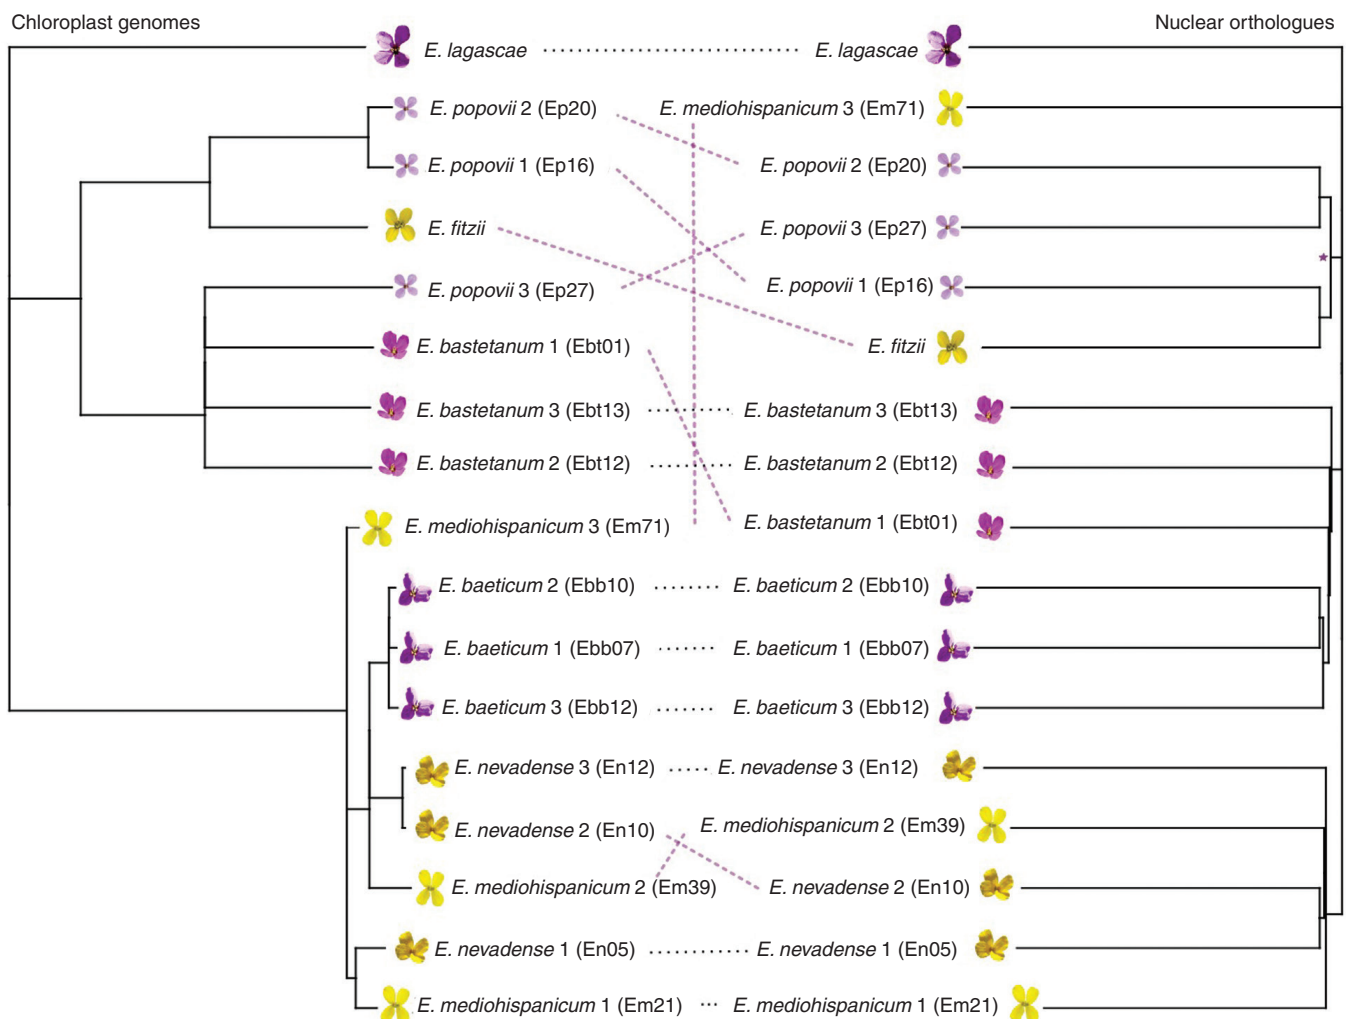 Chloroplast genomes
Nuclear orthologues
E. lagascae
E. lagascae
E. popovii 2 (Ep20)
E. mediohispanicum 3 (Em71)
E. popovii 1 (Ep16)
E. popovii 2 (Ep20)
E. fitzii
E. popovii 3 (Ep27)
E. popovii 3 (Ep27)
E. popovii 1 (Ep16)
E. bastetanum 1 (Ebt01)
E. fitzii
E. bastetanum 3 (Ebt13)
E. bastetanum 3 (Ebt13)
E. bastetanum 2 (Ebt12)
E. bastetanum 2 (Ebt12)
E. mediohispanicum 3 (Em71)
E. bastetanum 1 (Ebt01)
E. baeticum 2 (Ebb10)
E. baeticum 2 (Ebb10)
E. baeticum 1 (Ebb07)
E. baeticum 1 (Ebb07)
E. baeticum 3 (Ebb12)
E. baeticum 3 (Ebb12)
E. nevadense 3 (En12)
E. nevadense 3 (En12)
E. nevadense 2 (En10)
E. mediohispanicum 2 (Em39)
E. mediohispanicum 2 (Em39)
E. nevadense 2 (En10)
E. nevadense 1 (En05)
E. nevadense 1 (En05)
E. mediohispanicum 1 (Em21)
E. mediohispanicum 1 (Em21)